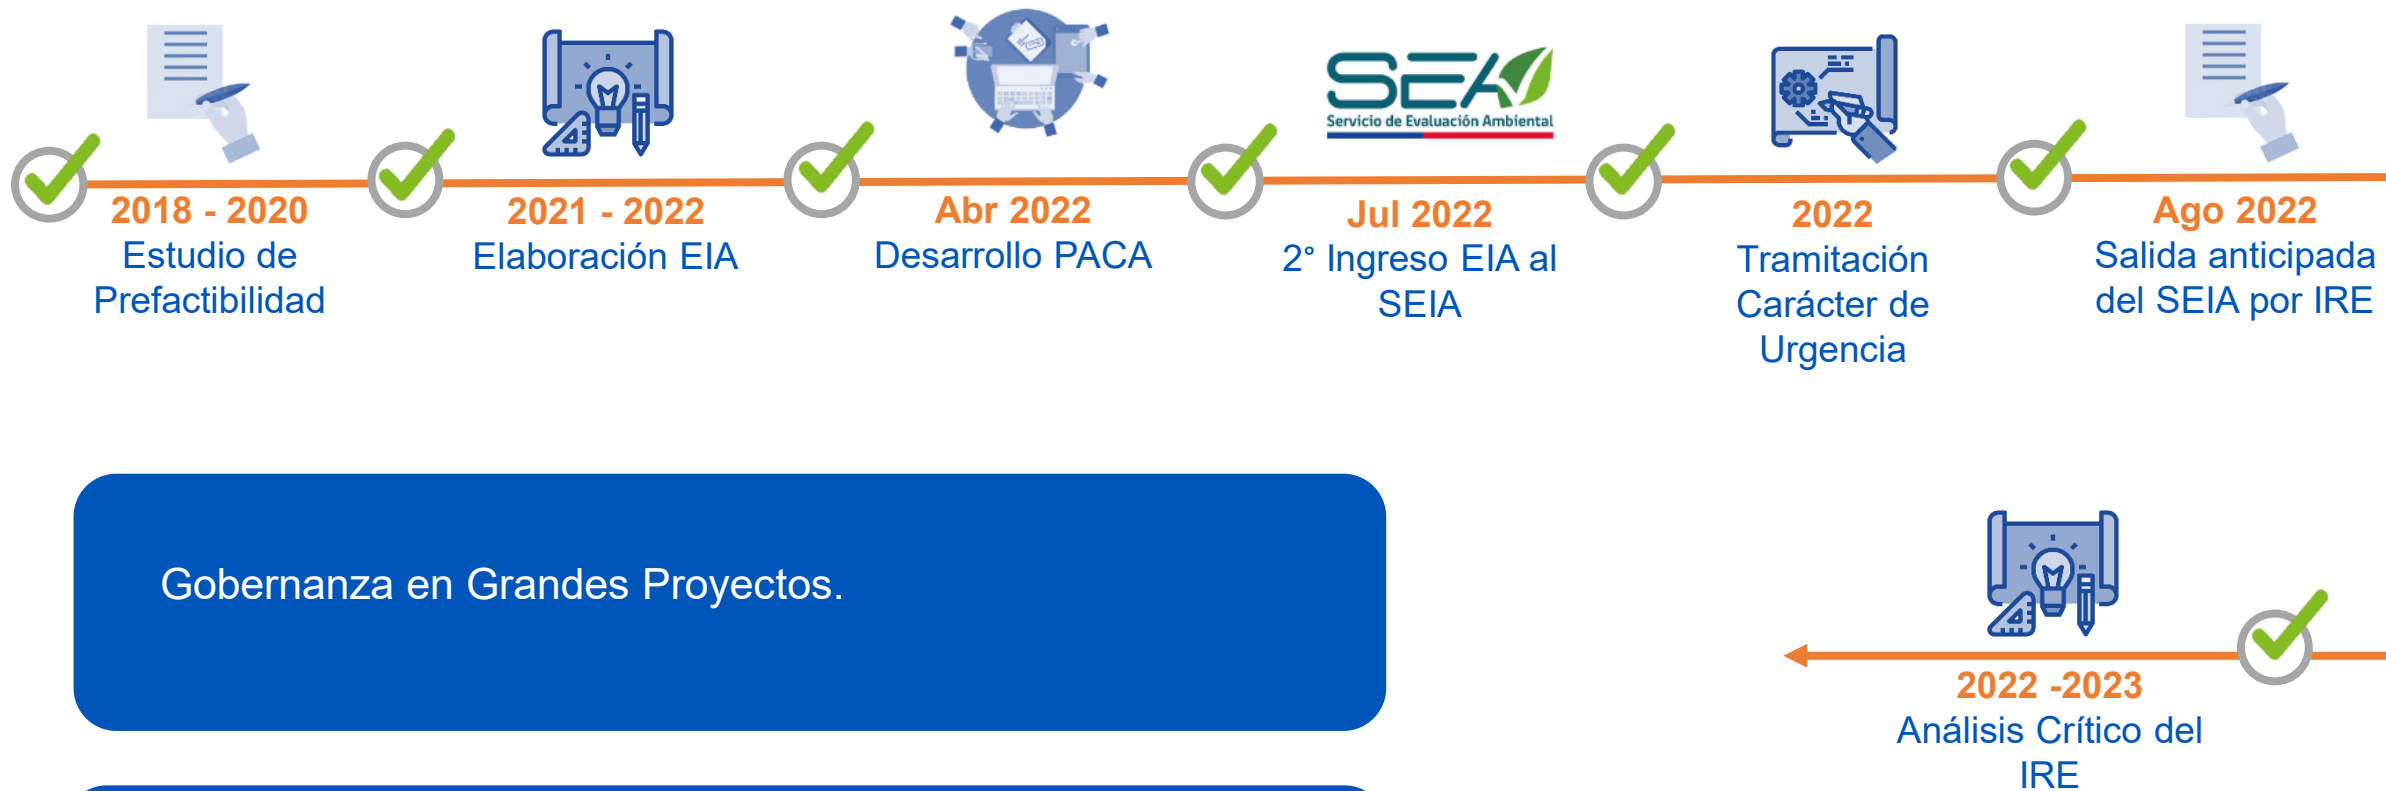 SEA
Servicio de Evaluación Ambiental
2018 - 2020
Estudio de
Prefactibilidad
2021 - 2022
Elaboración EIA
Abr 2022
Desarrollo PACA
Jul 2022
2° Ingreso EIA al
SEIA
2022
Tramitación
Carácter de
Urgencia
Ago 2022
Salida anticipada
del SEIA por IRE
Gobernanza en Grandes Proyectos.
2022 -2023
Análisis Crítico del
IRE